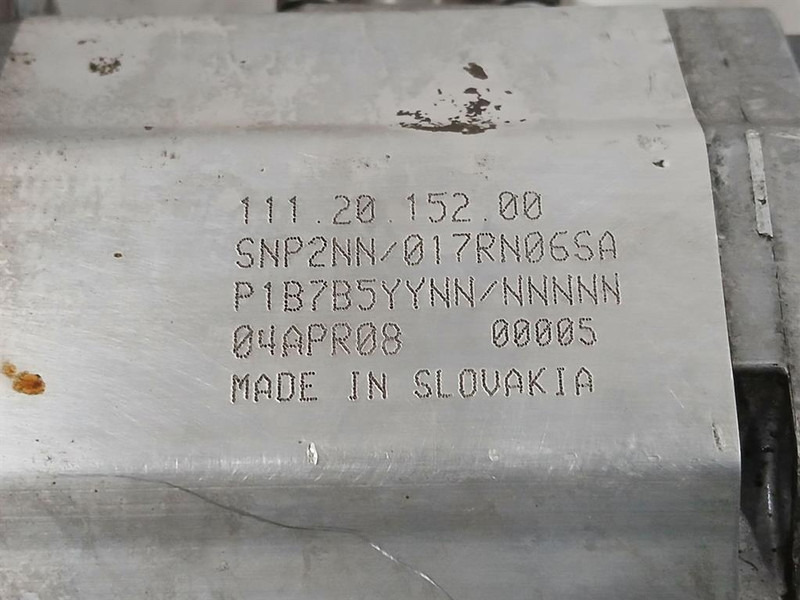 111.20.152.00
SNP2NN/017RN06SA
P1B7B5YYNN/NNNNN
04APR08 00005
MADE IN SLOVAKIA